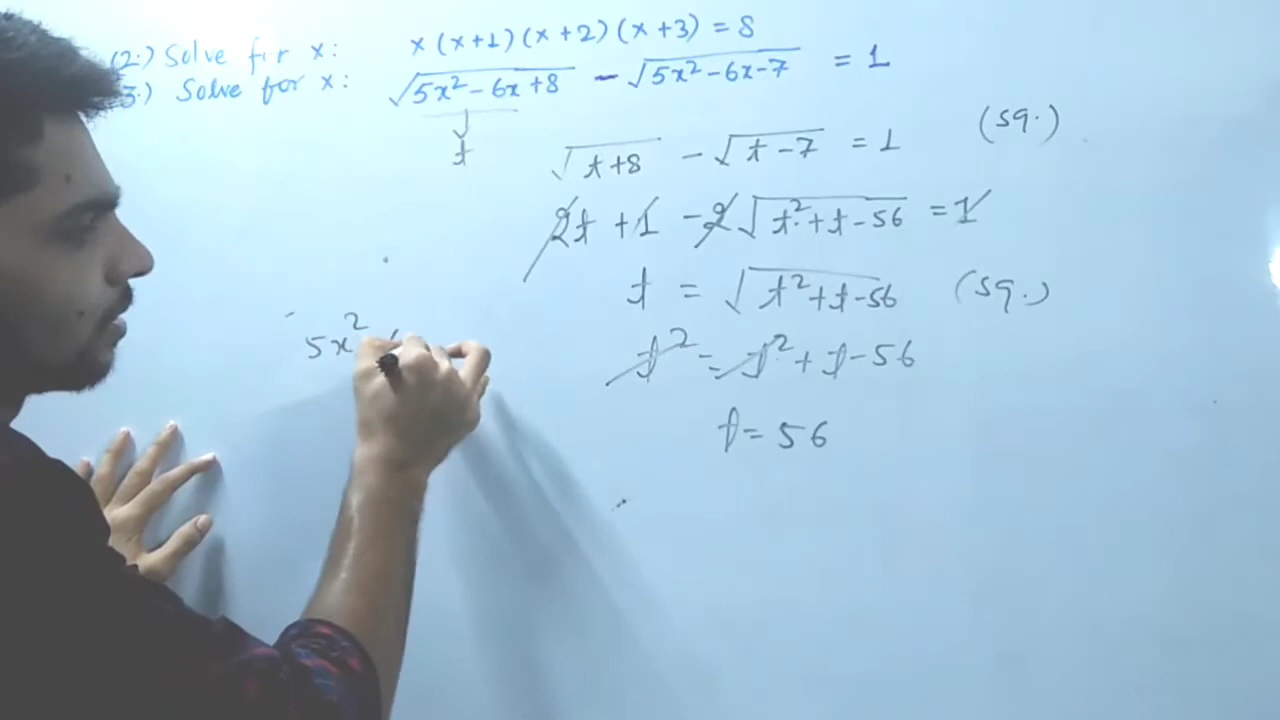 (2.) Solve for x: x(x+1)(x+2)(x+3) = 8
3.) Solve for x: √(5x²-6x+8) - √(5x²-6x-7) = 1
t
√(t+8) - √(t-7) = 1 (sq.)
2t + 1 - 2√(t²+t-56) = 1
t = √(t²+t-56) (sq.)
t² = t²+t-56
t = 56
5x²